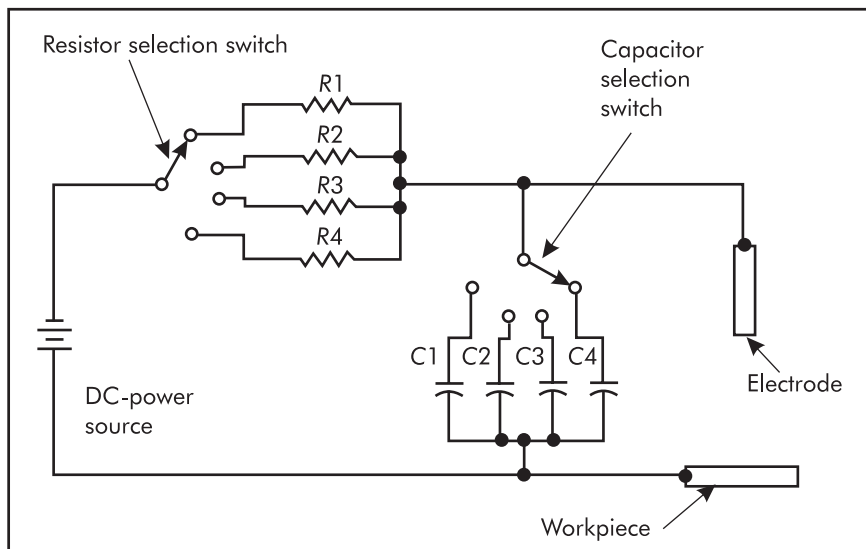 Resistor selection switch
Capacitor
selection
switch
R1
R2
R3
R4
C1
C2
C3
C4
DC-power
source
Electrode
Workpiece